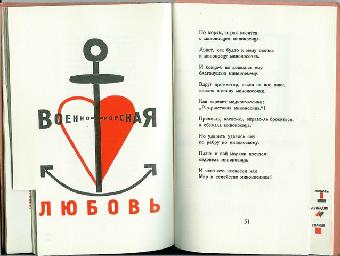 ВОЕННО-МОРСКАЯ
ЛЮБОВЬ
По морям, играя, носится
с миноносцем миноносица.
Льнет, как будто к меду осочка,
к миноносцу миноносочка.
И конца б не довелось ему,
благодушью миноносьему.
Вдруг прожектор, вздев на нос очки,
впился в спину миноносочки.
Как взревет медноголосина:
„Р-р-р-астакая миноносина!“
Прямо ль, влево ль, вправо ль бросится,
а сбежала миноносица.
Но ударить удалось ему
по ребру по миноносьему.
Плач и вой морями носится:
овдовела миноносица.
И чего это несносен нам
мир в семействе миноносином?
51